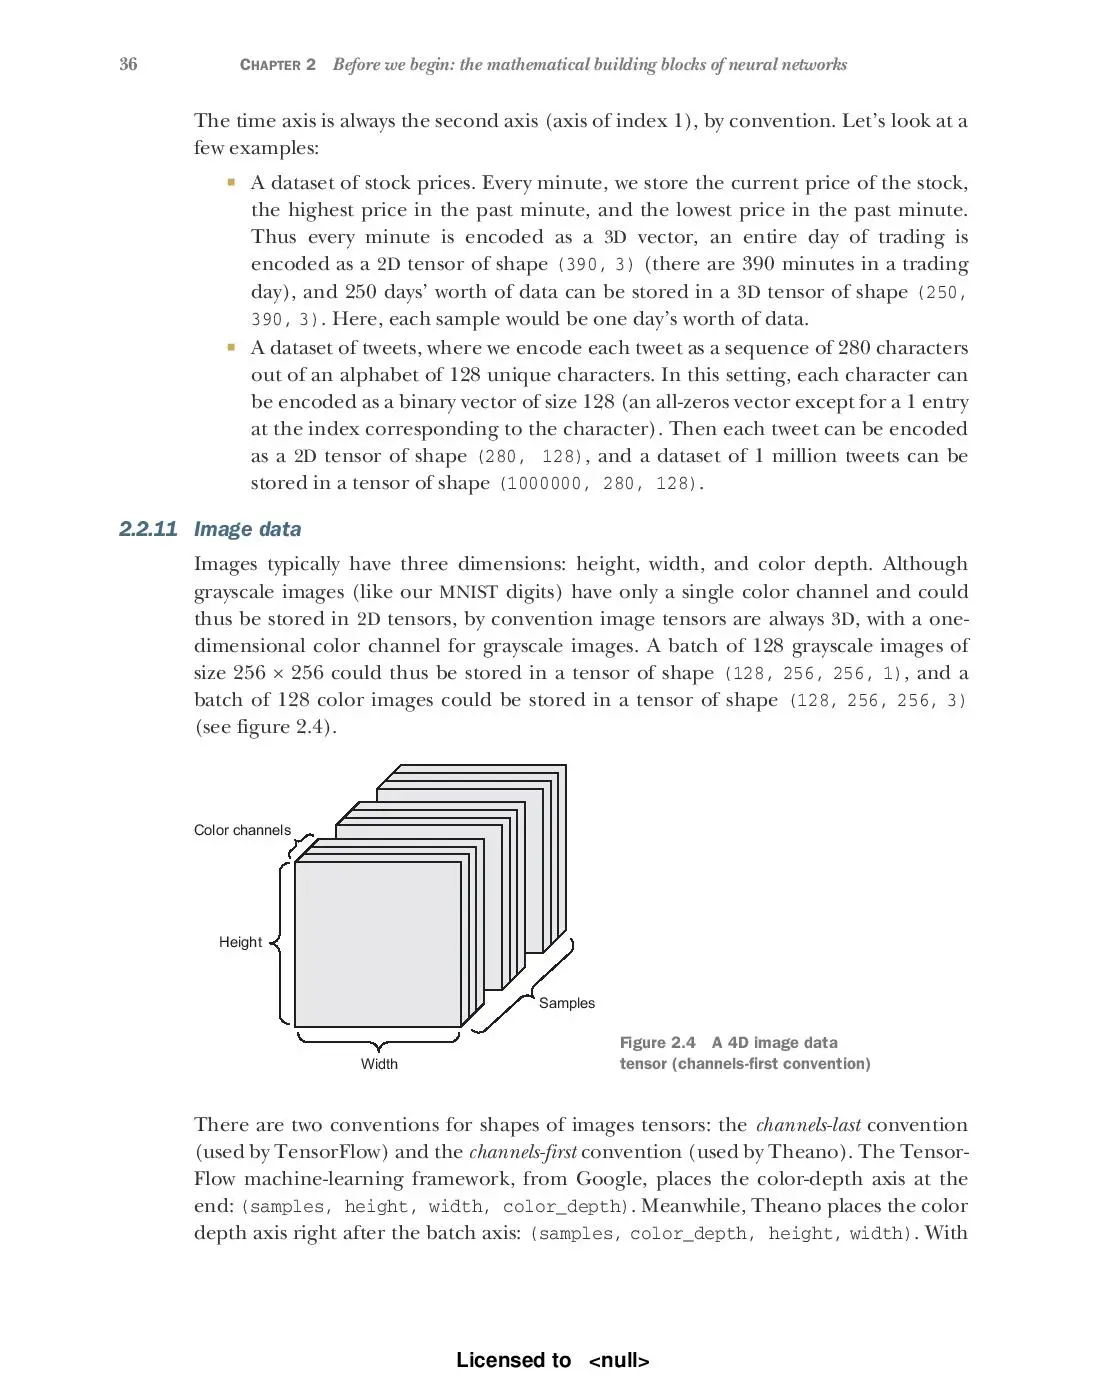 36 CHAPTER 2 Before we begin: the mathematical building blocks of neural networks
The time axis is always the second axis (axis of index 1), by convention. Let's look at a
few examples:
■ A dataset of stock prices. Every minute, we store the current price of the stock,
the highest price in the past minute, and the lowest price in the past minute.
Thus every minute is encoded as a 3D vector, an entire day of trading is
encoded as a 2D tensor of shape (390, 3) (there are 390 minutes in a trading
day), and 250 days' worth of data can be stored in a 3D tensor of shape (250,
390, 3). Here, each sample would be one day's worth of data.
■ A dataset of tweets, where we encode each tweet as a sequence of 280 characters
out of an alphabet of 128 unique characters. In this setting, each character can
be encoded as a binary vector of size 128 (an all-zeros vector except for a 1 entry
at the index corresponding to the character). Then each tweet can be encoded
as a 2D tensor of shape (280, 128), and a dataset of 1 million tweets can be
stored in a tensor of shape (1000000, 280, 128).
2.2.11 Image data
Images typically have three dimensions: height, width, and color depth. Although
grayscale images (like our MNIST digits) have only a single color channel and could
thus be stored in 2D tensors, by convention image tensors are always 3D, with a one-
dimensional color channel for grayscale images. A batch of 128 grayscale images of
size 256 × 256 could thus be stored in a tensor of shape (128, 256, 256, 1), and a
batch of 128 color images could be stored in a tensor of shape (128, 256, 256, 3)
(see figure 2.4).
Color channels
Height
Samples
Width
Figure 2.4 A 4D image data
tensor (channels-first convention)
There are two conventions for shapes of images tensors: the channels-last convention
(used by TensorFlow) and the channels-first convention (used by Theano). The Tensor-
Flow machine-learning framework, from Google, places the color-depth axis at the
end: (samples, height, width, color_depth). Meanwhile, Theano places the color
depth axis right after the batch axis: (samples, color_depth, height, width). With
Licensed to <null>